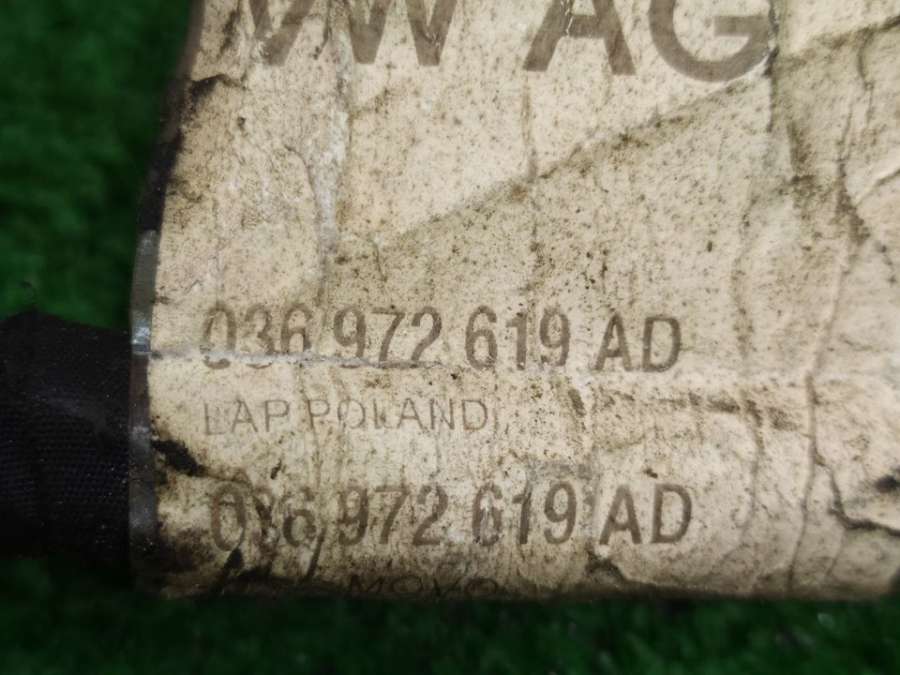 VW AG
036 972 619 AD
LAP POLAND
036 972 619 AD